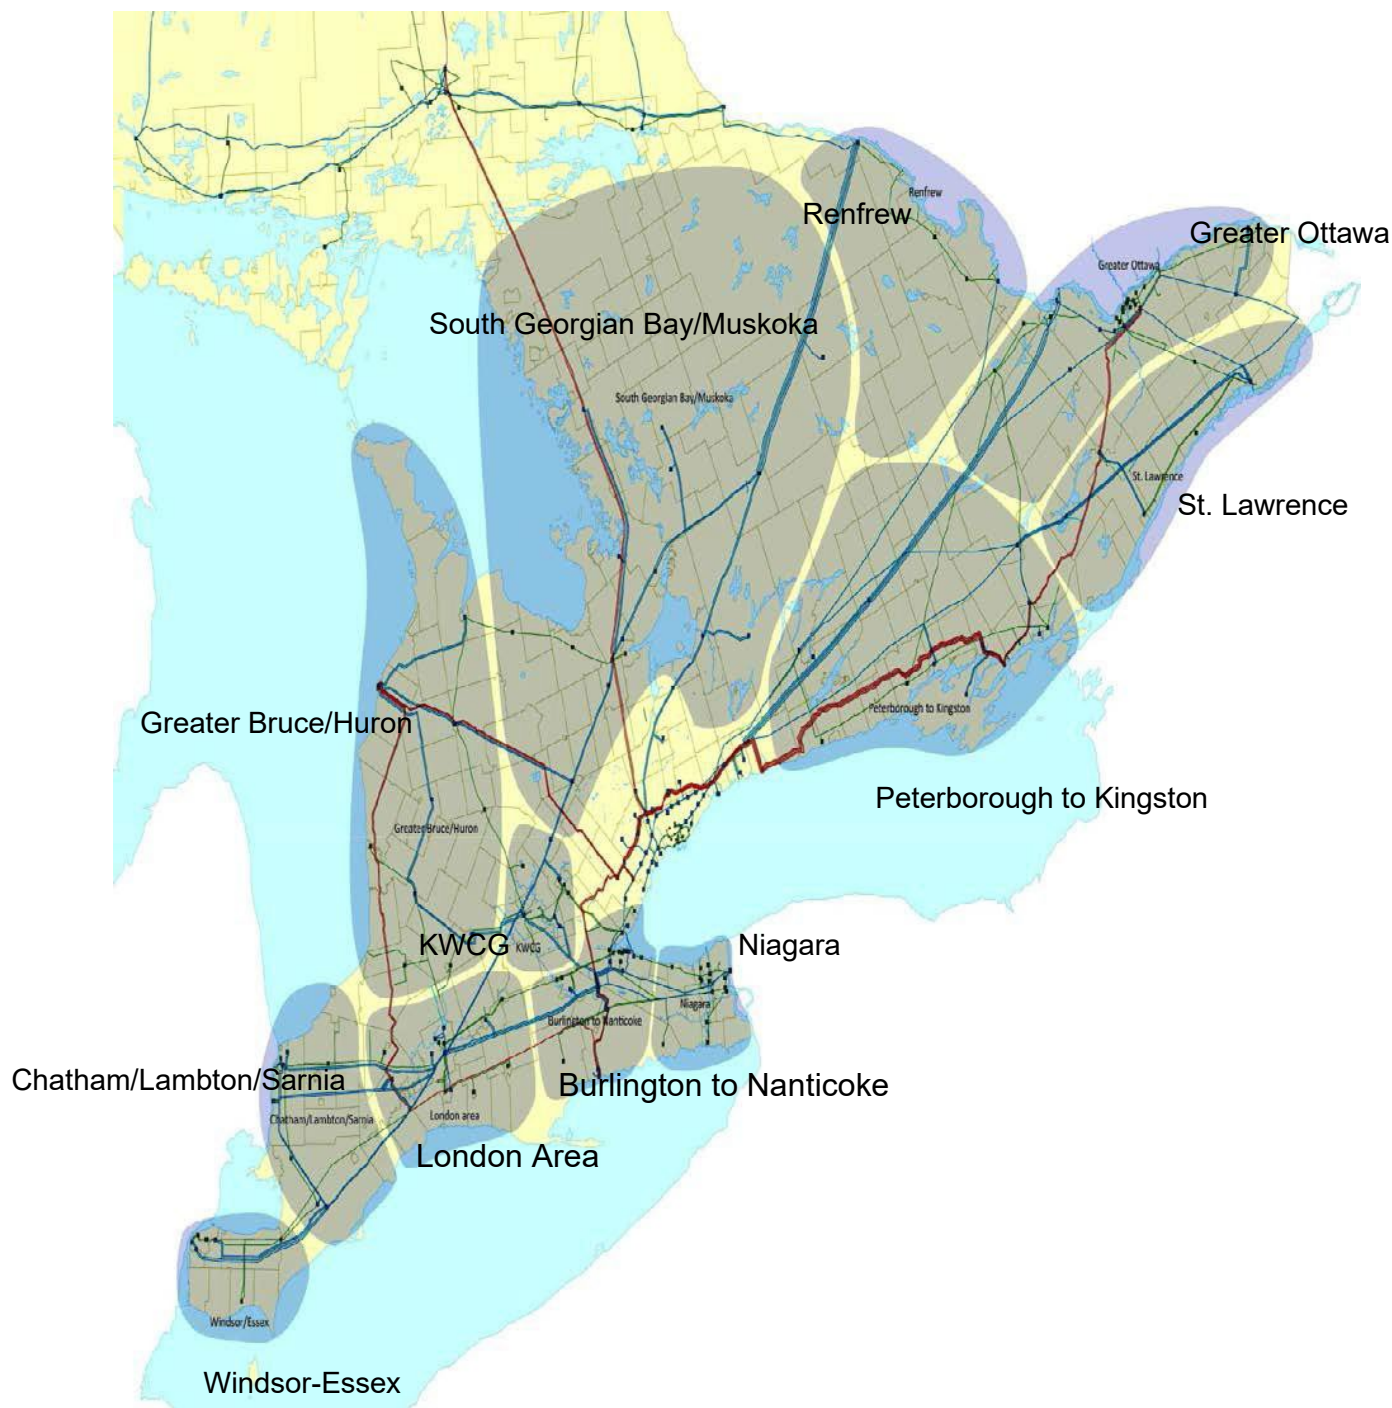 Renfrew
Renfrew
Greater Ottawa
Greater Ottawa
South Georgian Bay/Muskoka
South Georgian Bay/Muskoka
St. Lawrence
St. Lawrence
Peterborough to Kingston
Greater Bruce/Huron
Peterborough to Kingston
Greater Bruce/Huron
KWCG
KWCG
Niagara
Niagara
Burlington to Nanticoke
Chatham/Lambton/Sarnia
Burlington to Nanticoke
Chatham/Lambton/Sarnia
London area
London Area
Windsor/Essex
Windsor-Essex